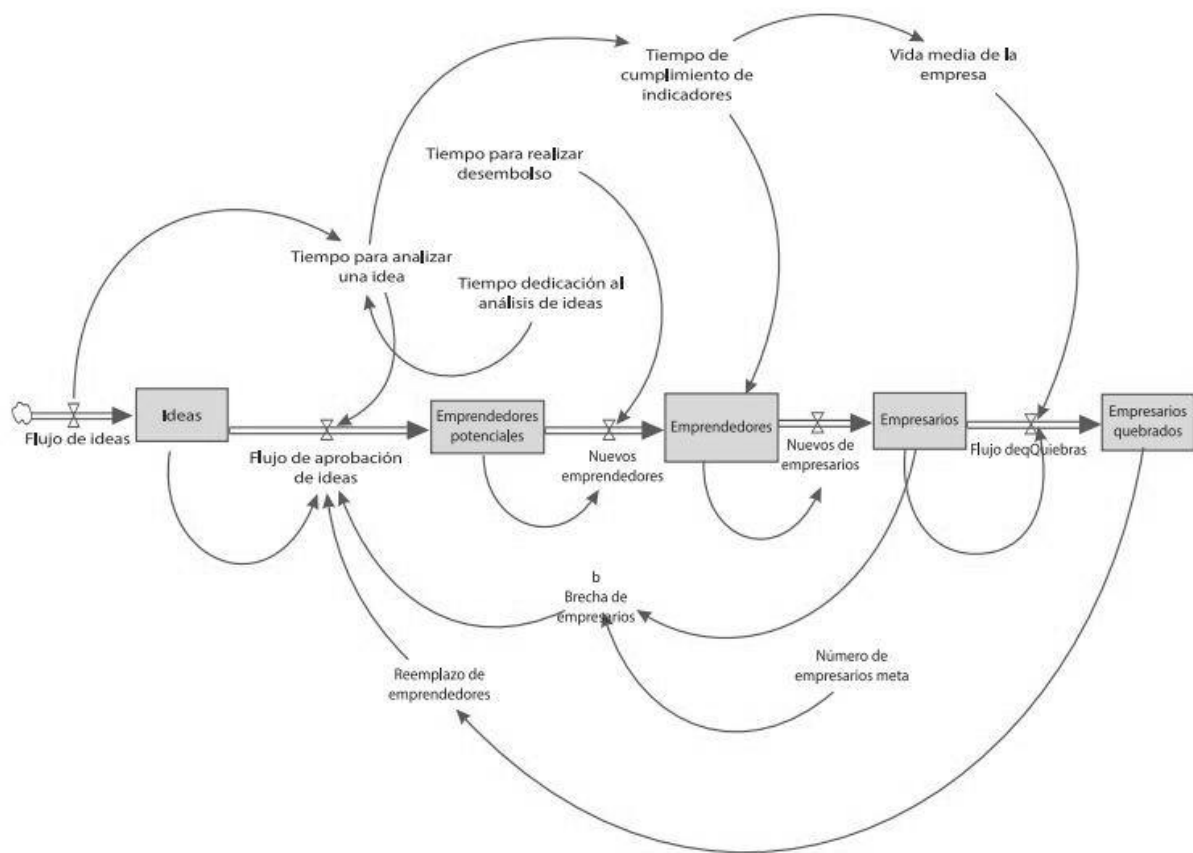 Tiempo de
cumplimiento de
indicadores
Vida media de la
empresa
Tiempo para realizar
desembolso
Tiempo para analizar
una idea
Tiempo dedicación al
análisis de ideas
Ideas
Flujo de ideas
Flujo de aprobación
de ideas
Emprendedores
potenciales
Nuevos
emprendedores
Emprendedores
Nuevos de
empresarios
Empresarios
Flujo deqQuiebras
Empresarios
quebrados
b
Brecha de
empresarios
Número de
empresarios meta
Reemplazo de
emprendedores